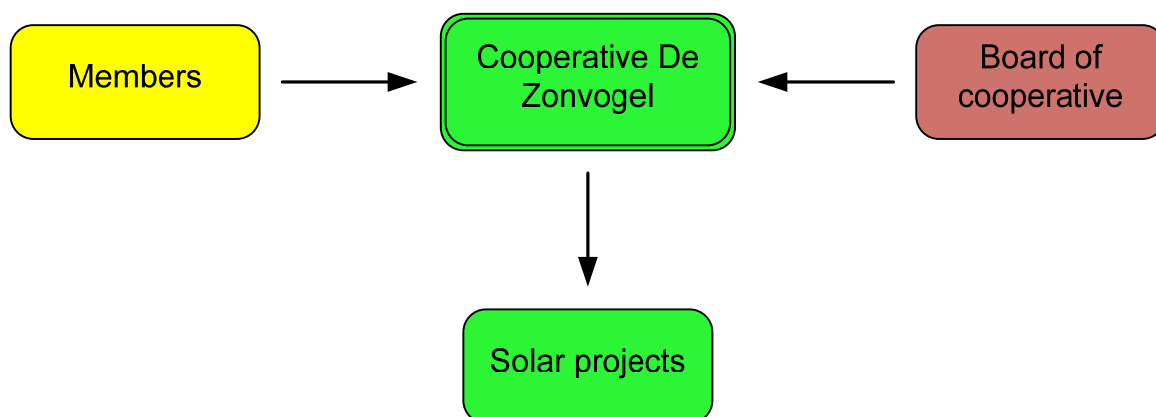 Members
Cooperative De
Zonvogel
Board of
cooperative
Solar projects